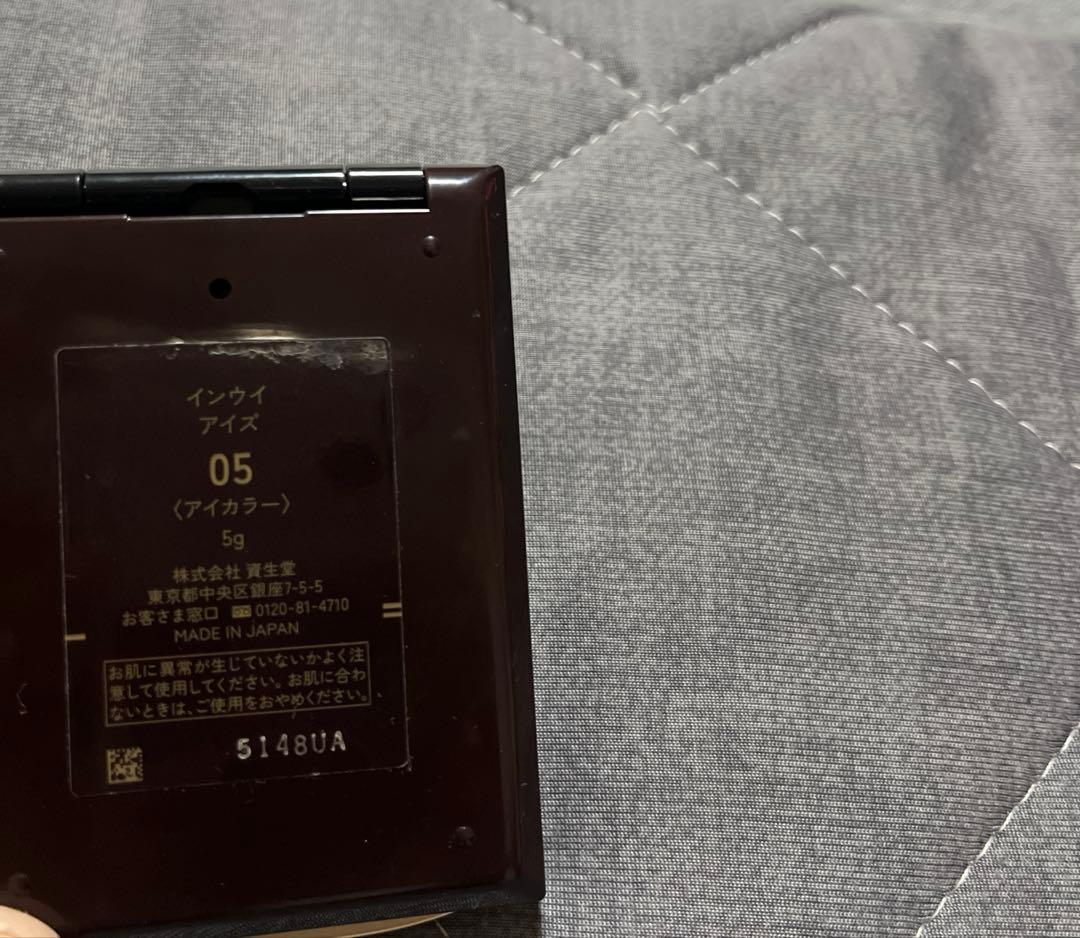 インウイ
アイズ
05
〈アイカラー〉
5g
株式会社 資生堂
東京都中央区銀座7-5-5
お客さま窓口 0120-81-4710
MADE IN JAPAN
お肌に異常が生じていないかよく注
意して使用してください。お肌に合わ
ないときは、ご使用をおやめください。
5148UA